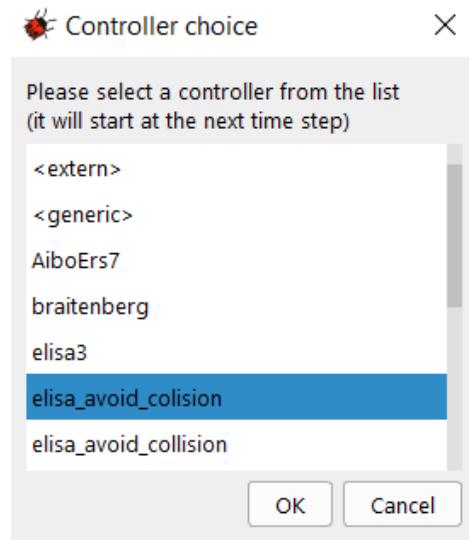 Controller choice
Please select a controller from the list
(it will start at the next time step)
<extern>
<generic>
AiboErs7
braitenberg
elisa3
elisa_avoid_colision
elisa_avoid_collision
OK Cancel